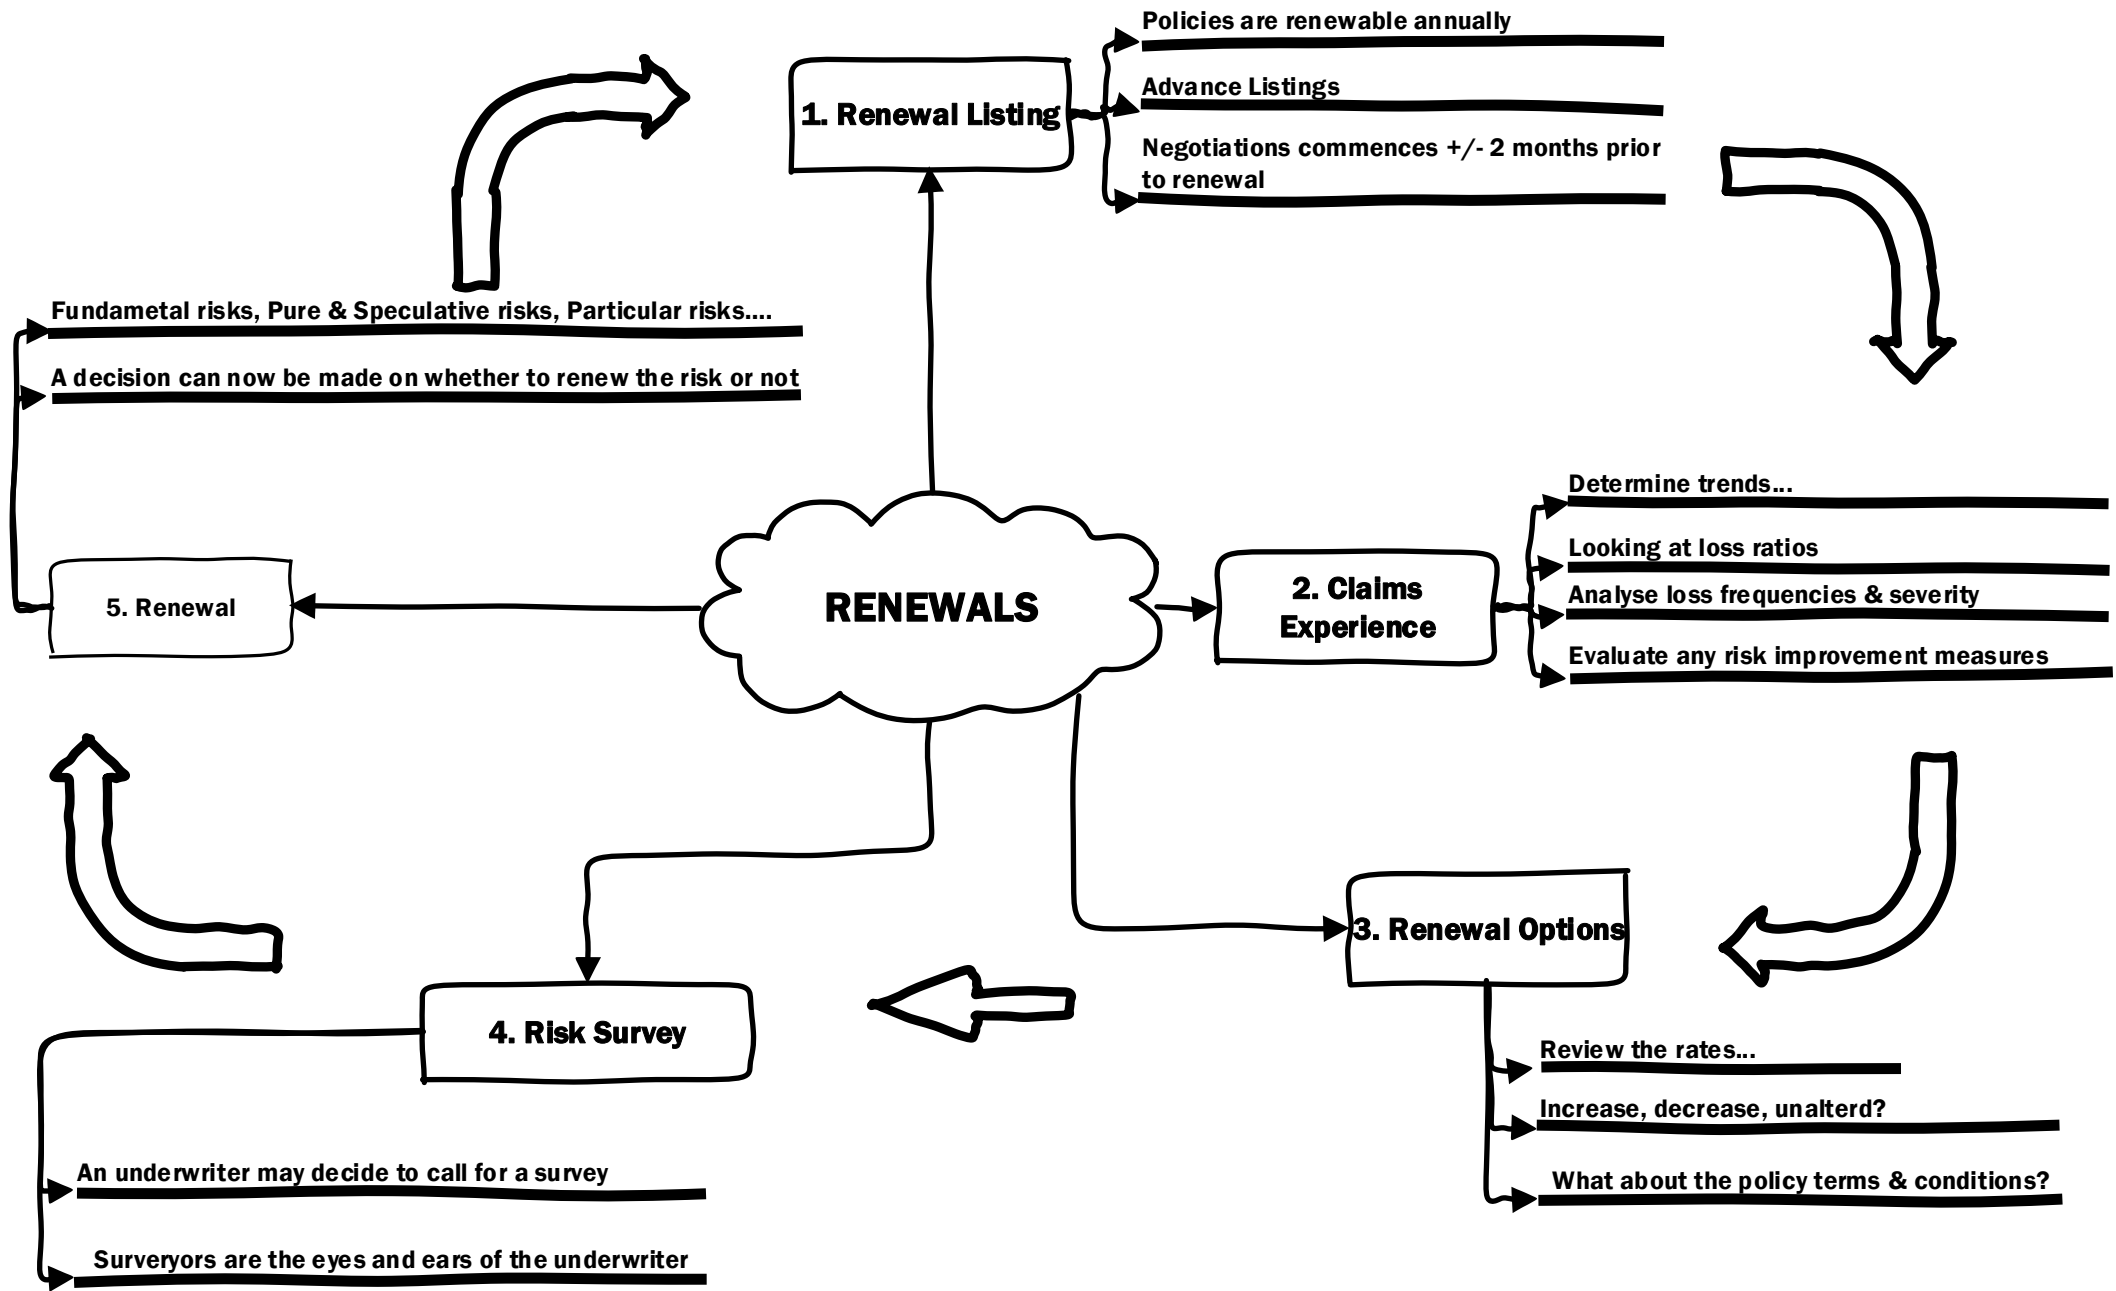 Policies are renewable annually
1. Renewal Listing
Advance Listings
Negotiations commences +/- 2 months prior
to renewal
Fundametal risks, Pure & Speculative risks, Particular risks....
A decision can now be made on whether to renew the risk or not
5. Renewal
RENEWALS
2. Claims
Experience
Determine trends...
Looking at loss ratios
Analyse loss frequencies & severity
Evaluate any risk improvement measures
3. Renewal Options
Review the rates...
Increase, decrease, unalterd?
What about the policy terms & conditions?
4. Risk Survey
An underwriter may decide to call for a survey
Surveryors are the eyes and ears of the underwriter